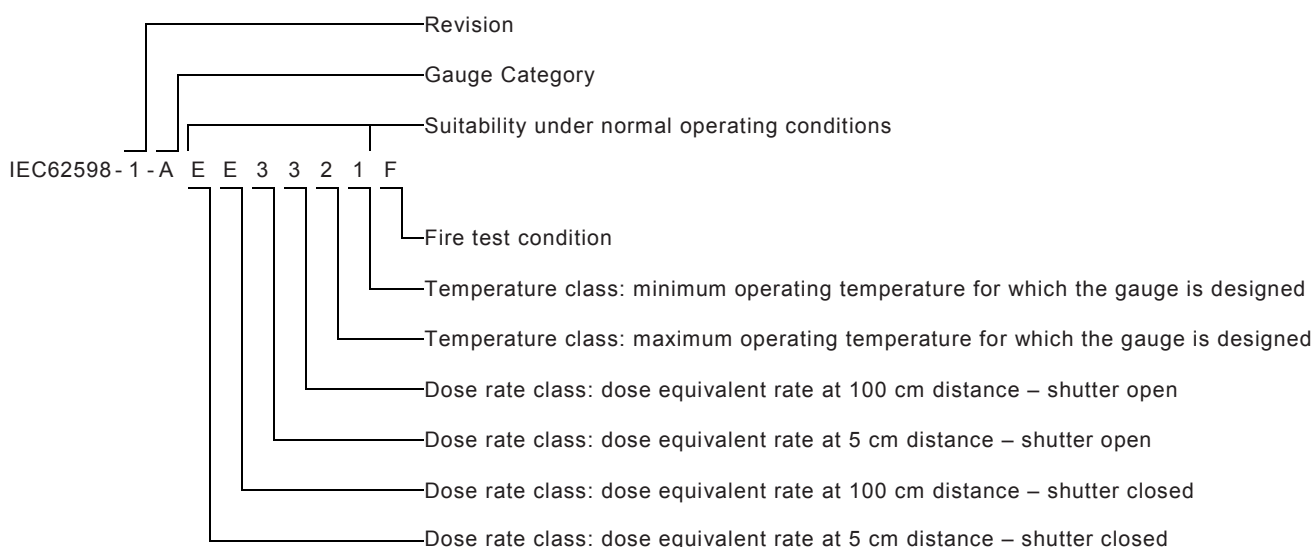 Revision
Gauge Category
Suitability under normal operating conditions
IEC62598 - 1 - A E E 3 3 2 1 F
Fire test condition
Temperature class: minimum operating temperature for which the gauge is designed
Temperature class: maximum operating temperature for which the gauge is designed
Dose rate class: dose equivalent rate at 100 cm distance – shutter open
Dose rate class: dose equivalent rate at 5 cm distance – shutter open
Dose rate class: dose equivalent rate at 100 cm distance – shutter closed
Dose rate class: dose equivalent rate at 5 cm distance – shutter closed